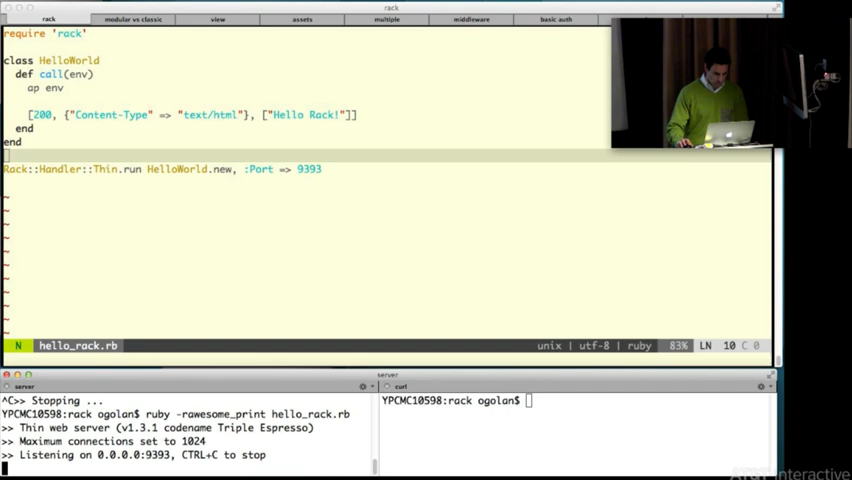 rack
rack
modular vs classic
view
assets
multiple
middleware
basic auth
require 'rack'
class HelloWorld
def call(env)
ap env
[200, {"Content-Type" => "text/html"}, ["Hello Rack!"]]
end
end
Rack::Handler::Thin.run HelloWorld.new, :Port => 9393
~
~
~
~
~
~
~
~
~
~
~
N hello_rack.rb unix | utf-8 | ruby 83% LN 10 C 0
server
server
curl
^C>> Stopping ...
YPCMC10598:rack ogolan$ ruby -rawesome_print hello_rack.rb
>> Thin web server (v1.3.1 codename Triple Espresso)
>> Maximum connections set to 1024
>> Listening on 0.0.0.0:9393, CTRL+C to stop
YPCMC10598:rack ogolan$
AT&T Interactive